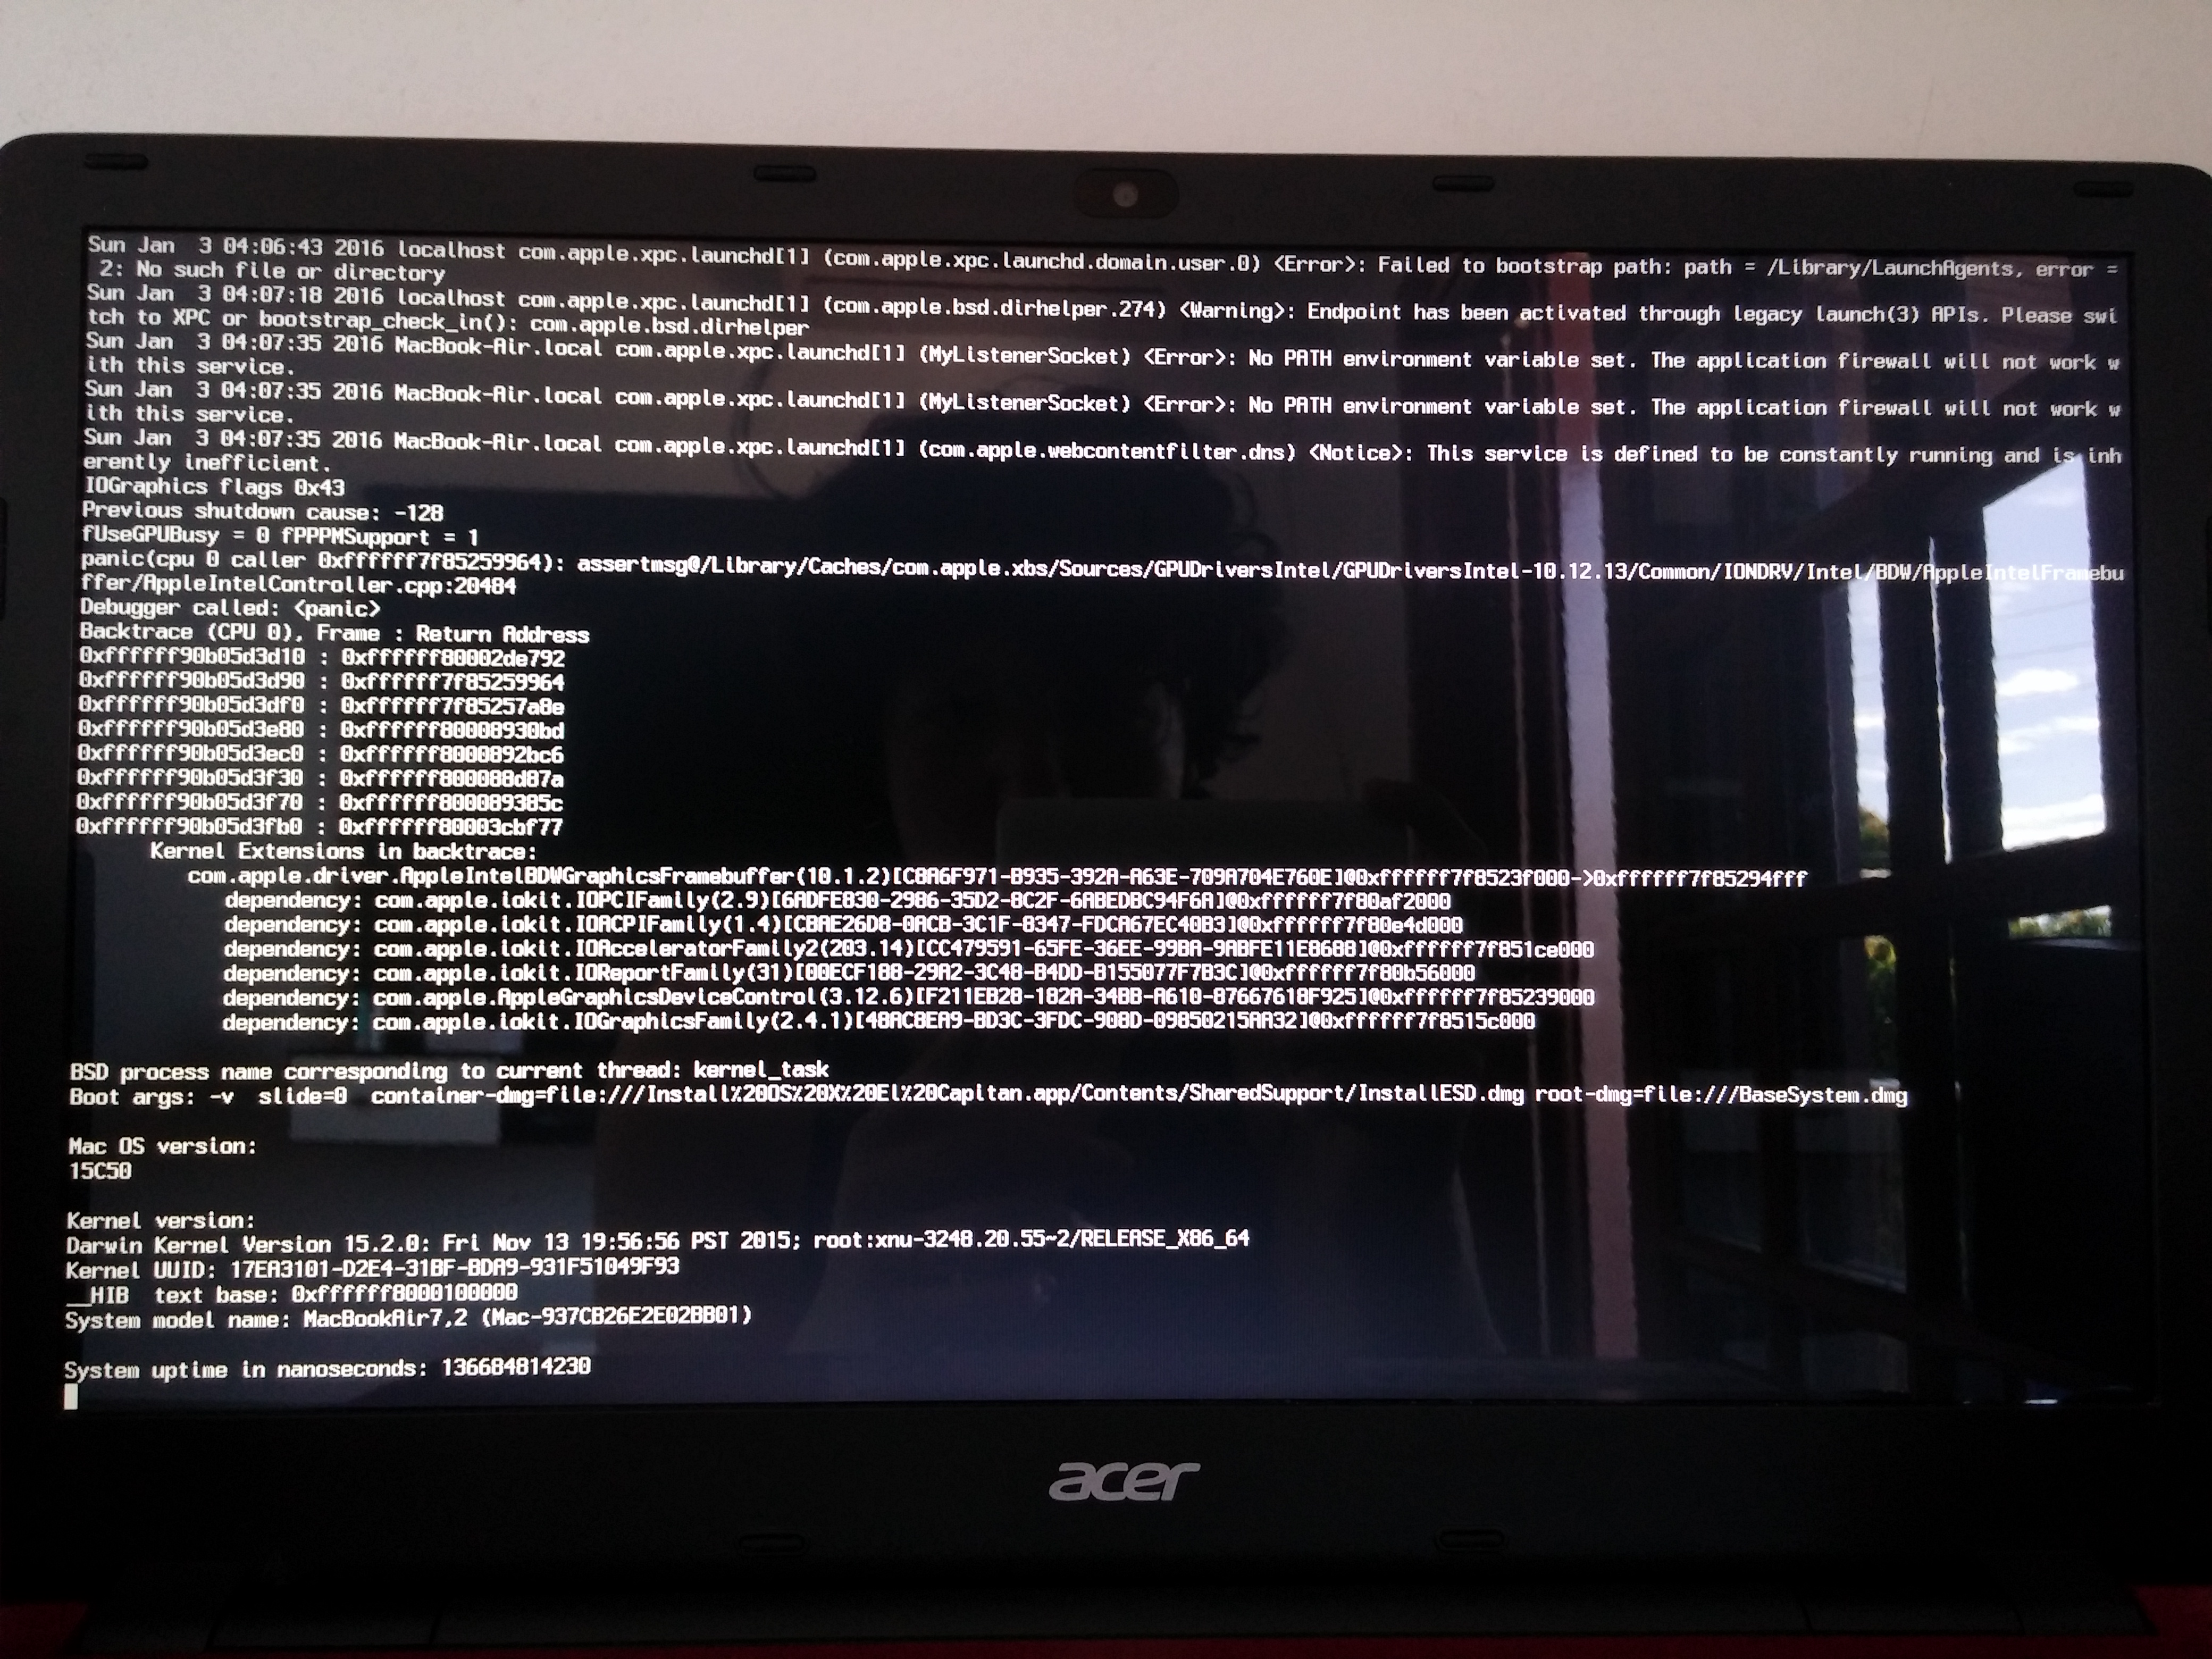 Sun Jan  3 04:06:43 2016 localhost com.apple.xpc.launchd[1] (com.apple.xpc.launchd.domain.user.0) <Error>: Failed to bootstrap path: path = /Library/LaunchAgents, error =
 2: No such file or directory
Sun Jan  3 04:07:18 2016 localhost com.apple.xpc.launchd[1] (com.apple.bsd.dirhelper.274) <Warning>: Endpoint has been activated through legacy launch(3) APIs. Please swi
tch to XPC or bootstrap_check_in(): com.apple.bsd.dirhelper
Sun Jan  3 04:07:35 2016 MacBook-Air.local com.apple.xpc.launchd[1] (MyListenerSocket) <Error>: No PATH environment variable set. The application firewall will not work w
ith this service.
Sun Jan  3 04:07:35 2016 MacBook-Air.local com.apple.xpc.launchd[1] (MyListenerSocket) <Error>: No PATH environment variable set. The application firewall will not work w
ith this service.
Sun Jan  3 04:07:35 2016 MacBook-Air.local com.apple.xpc.launchd[1] (com.apple.webcontentfilter.dns) <Notice>: This service is defined to be constantly running and is inh
erently inefficient.
IOGraphics flags 0x43
Previous shutdown cause: -128
fUseGPUBusy = 0 fPPPMSupport = 1
panic(cpu 0 caller 0xffffff7f85259964): assertmsg@/Library/Caches/com.apple.xbs/Sources/GPUDriversIntel/GPUDriversIntel-10.12.13/Common/IONDRV/Intel/BDW/AppleIntelFramebu
ffer/AppleIntelController.cpp:20484
Debugger called: <panic>
Backtrace (CPU 0), Frame : Return Address
0xffffff90b05d3d10 : 0xffffff80002de792
0xffffff90b05d3d90 : 0xffffff7f85259964
0xffffff90b05d3df0 : 0xffffff7f85257a8e
0xffffff90b05d3e80 : 0xffffff80008930bd
0xffffff90b05d3ec0 : 0xffffff8000892bc6
0xffffff90b05d3f30 : 0xffffff800088d87a
0xffffff90b05d3f70 : 0xffffff800089385c
0xffffff90b05d3fb0 : 0xffffff80003cbf77
Kernel Extensions in backtrace:
com.apple.driver.AppleIntelBDWGraphicsFramebuffer(10.1.2)[C8A6F971-B935-392A-A63E-709A704E760E]@0xffffff7f8523f000->0xffffff7f85294fff
dependency: com.apple.iokit.IOPCIFamily(2.9)[6ADFE830-2986-35D2-8C2F-6ABEDBC94F6A]@0xffffff7f80af2000
dependency: com.apple.iokit.IOACPIFamily(1.4)[CBAE26D8-0ACB-3C1F-8347-FDCA67EC40B3]@0xffffff7f80e4d000
dependency: com.apple.iokit.IOAcceleratorFamily2(203.14)[CC479591-65FE-36EE-99BA-9ABFE11E8688]@0xffffff7f851ce000
dependency: com.apple.iokit.IOReportFamily(31)[00ECF188-29A2-3C48-B4DD-B155077F7B3C]@0xffffff7f80b56000
dependency: com.apple.AppleGraphicsDeviceControl(3.12.6)[F211EB28-182A-34BB-A610-87667618F925]@0xffffff7f85239000
dependency: com.apple.iokit.IOGraphicsFamily(2.4.1)[48AC8EA9-BD3C-3FDC-908D-09850215AA32]@0xffffff7f8515c000
BSD process name corresponding to current thread: kernel_task
Boot args: -v  slide=0  container-dmg=file:///Install%20OS%20X%20El%20Capitan.app/Contents/SharedSupport/InstallESD.dmg root-dmg=file:///BaseSystem.dmg
Mac OS version:
15C50
Kernel version:
Darwin Kernel Version 15.2.0: Fri Nov 13 19:56:56 PST 2015; root:xnu-3248.20.55~2/RELEASE_X86_64
Kernel UUID: 17EA3101-D2E4-31BF-BDA9-931F51049F93
__HIB  text base: 0xffffff8000100000
System model name: MacBookAir7,2 (Mac-937CB26E2E02BB01)
System uptime in nanoseconds: 136684814230
acer